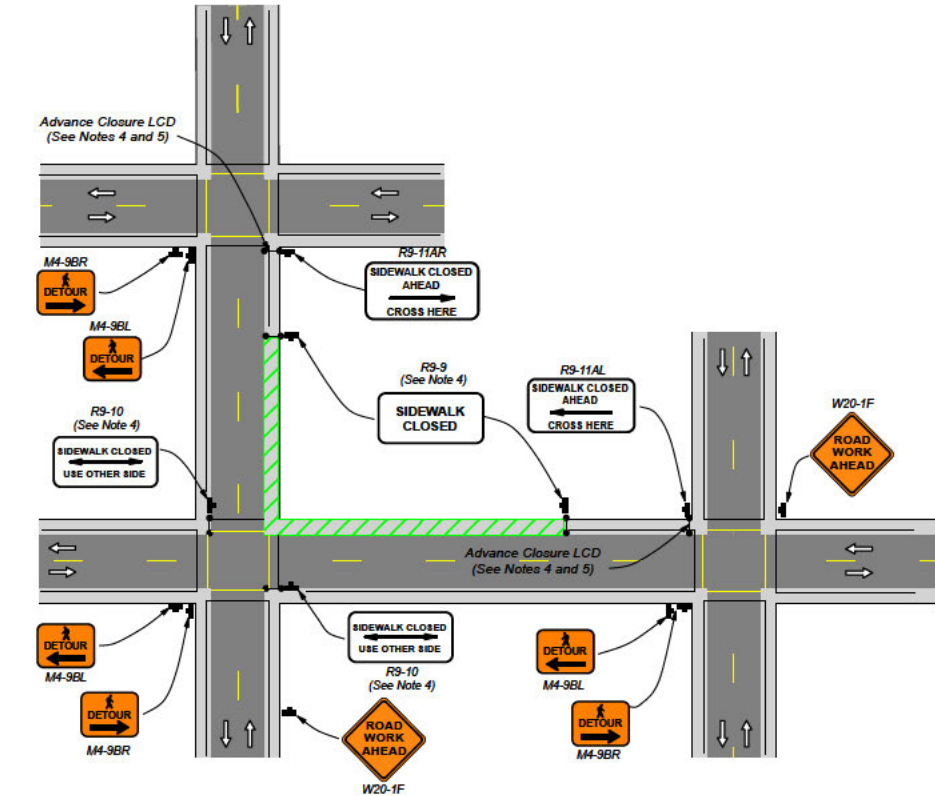 Advance Closure LCD
(See Notes 4 and 5)
M4-9BR
DETOUR
M4-9BL
DETOUR
R9-11AR
SIDEWALK CLOSED
AHEAD
CROSS HERE
R9-9
(See Note 4)
SIDEWALK
CLOSED
R9-11AL
SIDEWALK CLOSED
AHEAD
CROSS HERE
W20-1F
ROAD
WORK
AHEAD
R9-10
(See Note 4)
SIDEWALK CLOSED
USE OTHER SIDE
Advance Closure LCD
(See Notes 4 and 5)
DETOUR
M4-9BL
DETOUR
M4-9BR
SIDEWALK CLOSED
USE OTHER SIDE
R9-10
(See Note 4)
ROAD
WORK
AHEAD
W20-1F
DETOUR
M4-9BL
DETOUR
M4-9BR